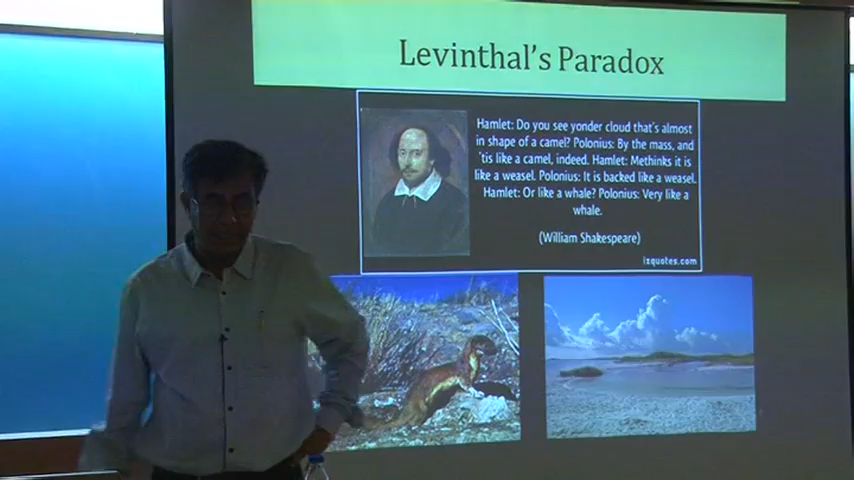 Levinthal's Paradox
Hamlet: Do you see yonder cloud that's almost
in shape of a camel? Polonius: By the mass, and
'tis like a camel, indeed. Hamlet: Methinks it is
like a weasel. Polonius: It is backed like a weasel.
Hamlet: Or like a whale? Polonius: Very like a
whale.
(William Shakespeare)
izquotes.com